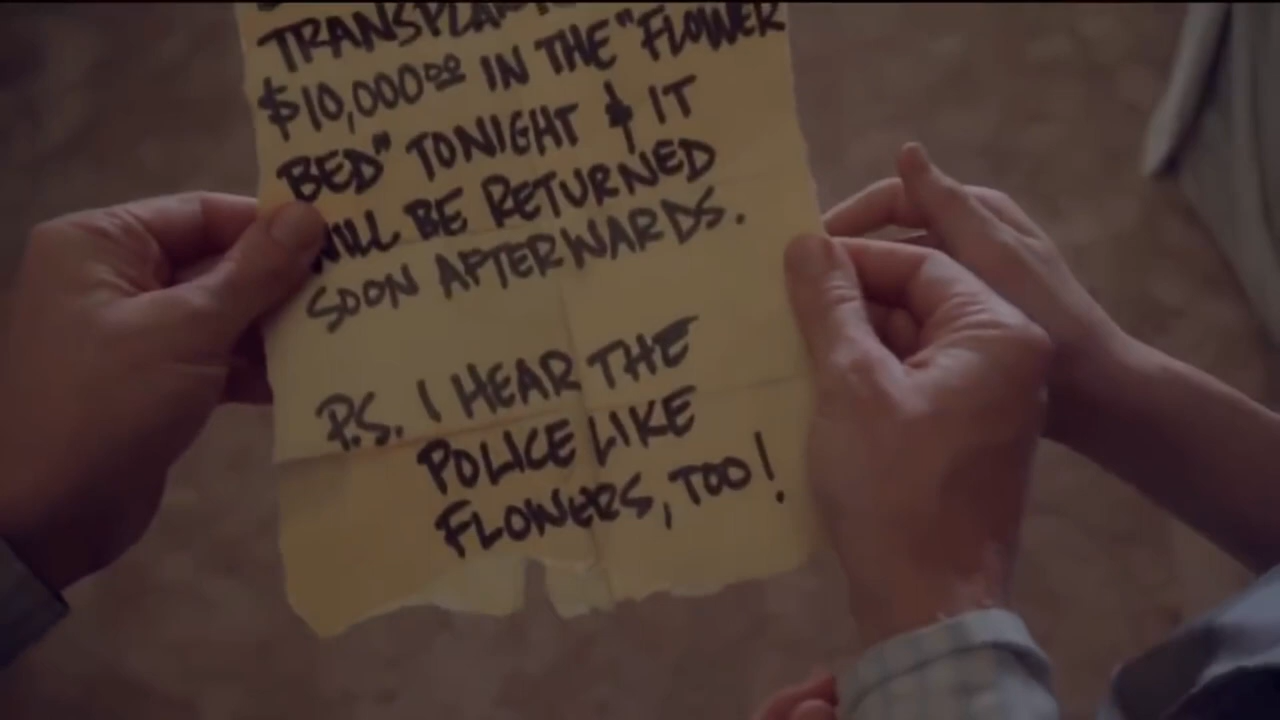 TRANSPLANT
$10,000⁰⁰ IN THE "FLOWER
BED" TONIGHT & IT
WILL BE RETURNED
SOON AFTERWARDS.
P.S. I HEAR THE
POLICE LIKE
FLOWERS, TOO!